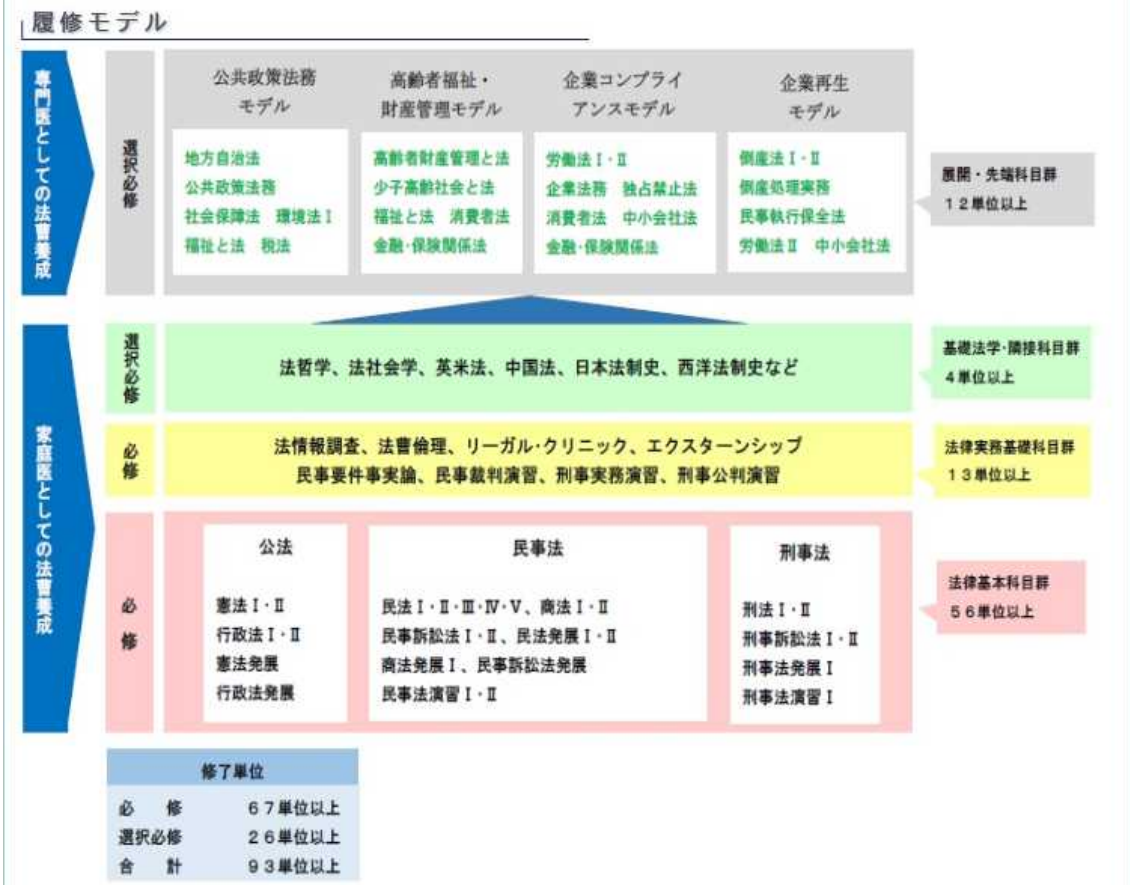 履修モデル
専門医としての法曹養成
選択必修
公共政策法務
モデル
地方自治法
公共政策法務
社会保障法 環境法Ⅰ
福祉と法 税法
高齢者福祉・
財産管理モデル
高齢者財産管理と法
少子高齢社会と法
福祉と法 消費者法
金融・保険関係法
企業コンプライ
アンスモデル
労働法Ⅰ・Ⅱ
企業法務 独占禁止法
消費者法 中小会社法
金融・保険関係法
企業再生
モデル
倒産法Ⅰ・Ⅱ
倒産処理実務
民事執行保全法
労働法Ⅱ 中小会社法
展開・先端科目群
12単位以上
家庭医としての法曹養成
選択必修
法哲学、法社会学、英米法、中国法、日本法制史、西洋法制史など
基礎法学・隣接科目群
4単位以上
必修
法情報調査、法曹倫理、リーガル・クリニック、エクスターンシップ
民事要件事実論、民事裁判演習、刑事実務演習、刑事公判演習
法律実務基礎科目群
13単位以上
必修
公法
憲法Ⅰ・Ⅱ
行政法Ⅰ・Ⅱ
憲法発展
行政法発展
民事法
民法Ⅰ・Ⅱ・Ⅲ・Ⅳ・Ⅴ、商法Ⅰ・Ⅱ
民事訴訟法Ⅰ・Ⅱ、民法発展Ⅰ・Ⅱ
商法発展Ⅰ、民事訴訟法発展
民事法演習Ⅰ・Ⅱ
刑事法
刑法Ⅰ・Ⅱ
刑事訴訟法Ⅰ・Ⅱ
刑事法発展Ⅰ
刑事法演習Ⅰ
法律基本科目群
56単位以上
修了単位
必 修 67単位以上
選択必修 26単位以上
合 計 93単位以上